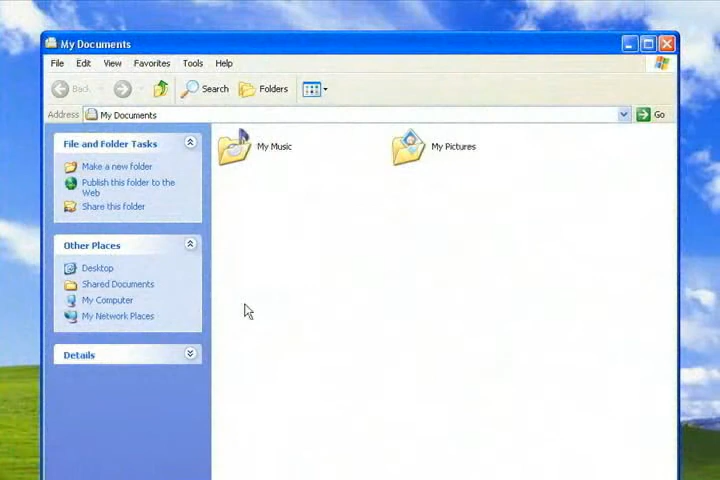 My Documents
File Edit View Favorites Tools Help
Back Search Folders
Address My Documents Go
File and Folder Tasks
Make a new folder
Publish this folder to the
Web
Share this folder
Other Places
Desktop
Shared Documents
My Computer
My Network Places
Details
My Music My Pictures